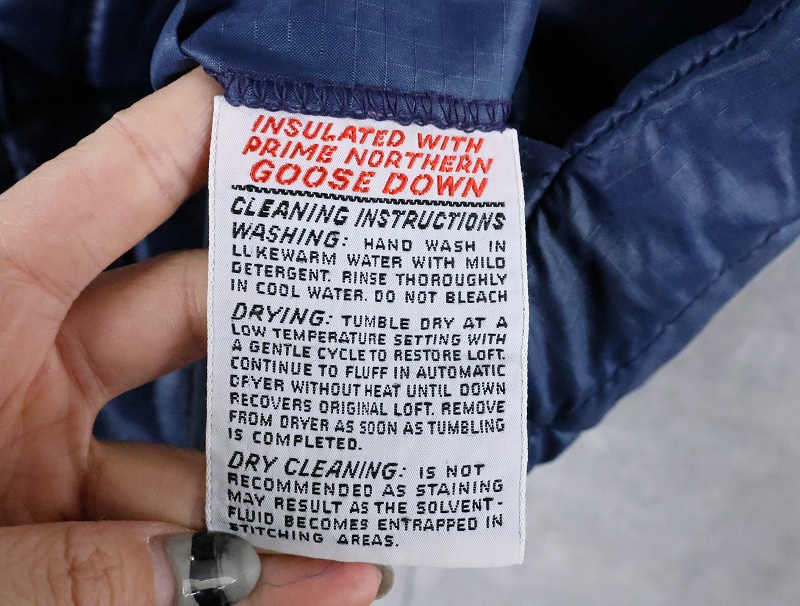 INSULATED WITH
PRIME NORTHERN
GOOSE DOWN
CLEANING INSTRUCTIONS
WASHING: HAND WASH IN
LUKEWARM WATER WITH MILD
DETERGENT. RINSE THOROUGHLY
IN COOL WATER. DO NOT BLEACH
DRYING: TUMBLE DRY AT A
LOW TEMPERATURE SETTING WITH
A GENTLE CYCLE TO RESTORE LOFT.
CONTINUE TO FLUFF IN AUTOMATIC
DRYER WITHOUT HEAT UNTIL DOWN
RECOVERS ORIGINAL LOFT. REMOVE
FROM DRYER AS SOON AS TUMBLING
IS COMPLETED.
DRY CLEANING: IS NOT
RECOMMENDED AS STAINING
MAY RESULT AS THE SOLVENT-
FLUID BECOMES ENTRAPPED IN
STITCHING AREAS.